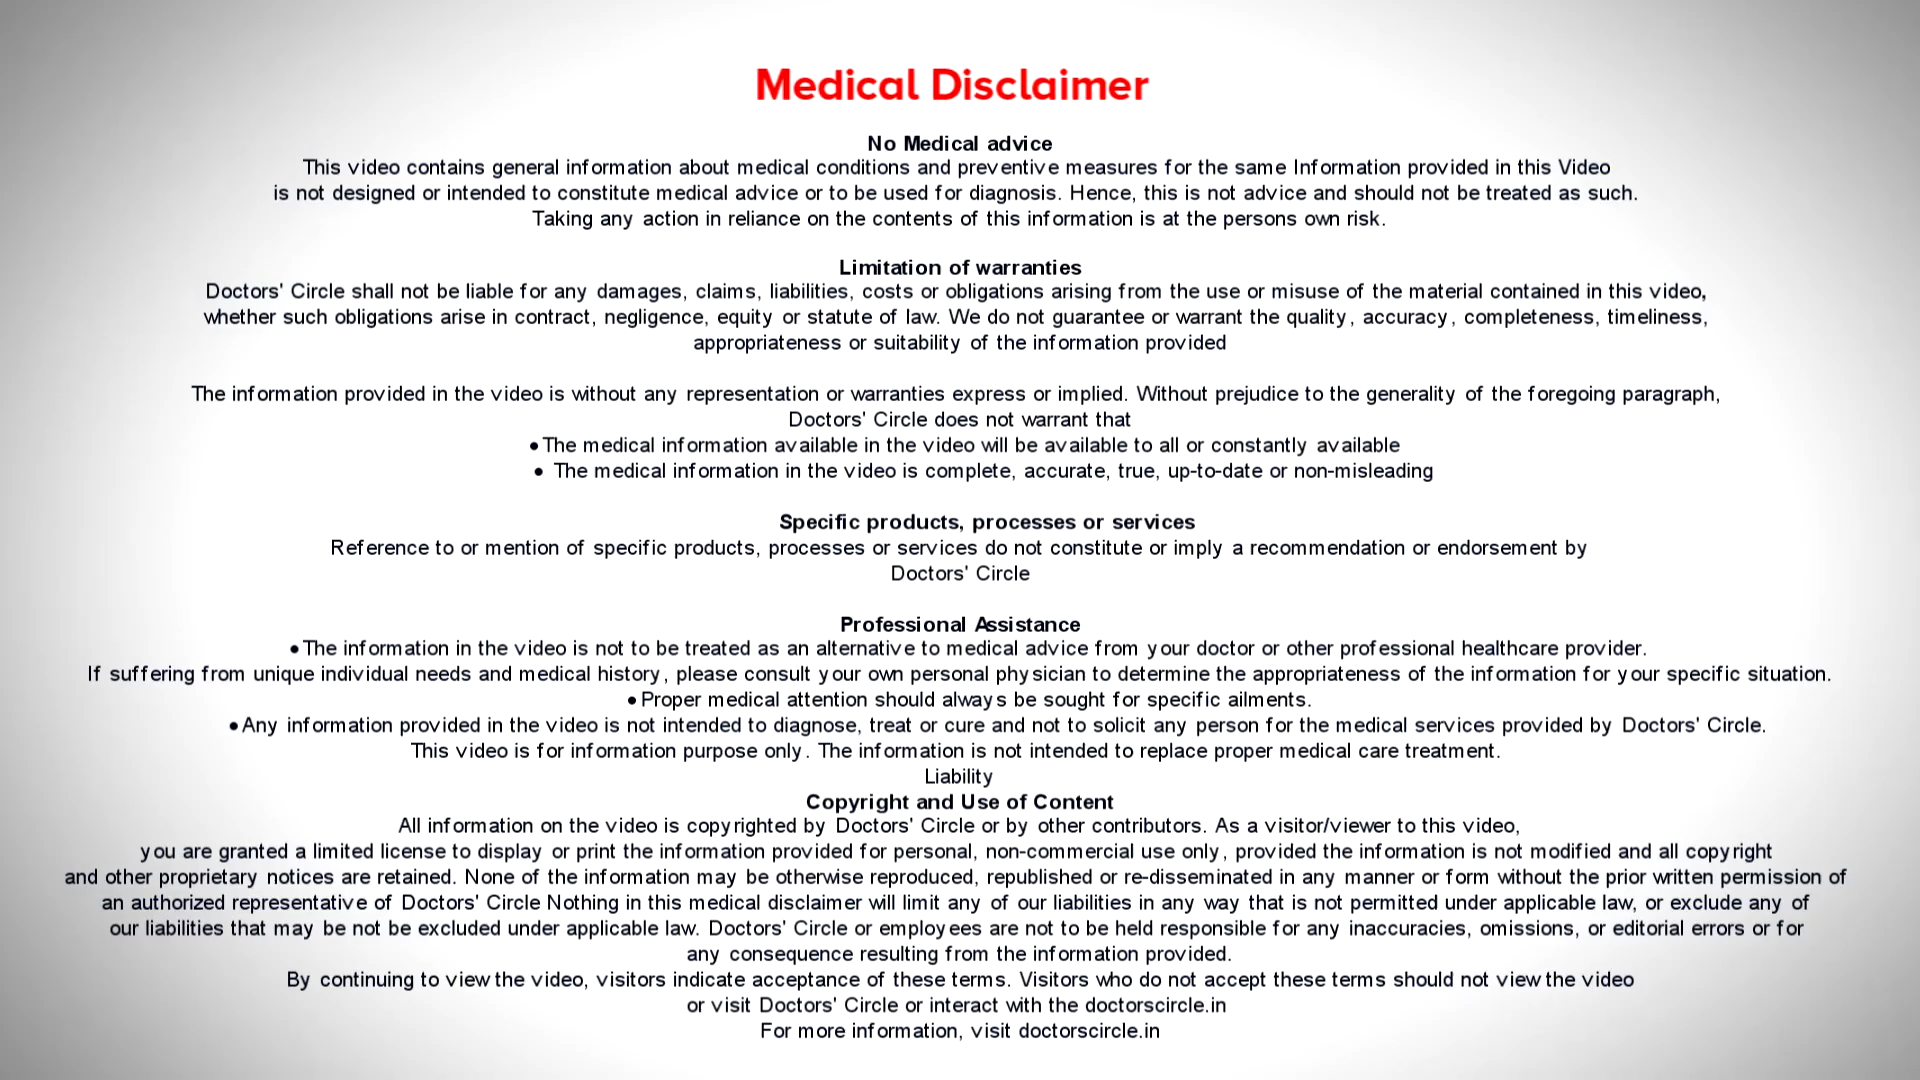 Medical Disclaimer
No Medical advice
This video contains general information about medical conditions and preventive measures for the same Information provided in this Video
is not designed or intended to constitute medical advice or to be used for diagnosis. Hence, this is not advice and should not be treated as such.
Taking any action in reliance on the contents of this information is at the persons own risk.
Limitation of warranties
Doctors' Circle shall not be liable for any damages, claims, liabilities, costs or obligations arising from the use or misuse of the material contained in this video,
whether such obligations arise in contract, negligence, equity or statute of law. We do not guarantee or warrant the quality, accuracy, completeness, timeliness,
appropriateness or suitability of the information provided
The information provided in the video is without any representation or warranties express or implied. Without prejudice to the generality of the foregoing paragraph,
Doctors' Circle does not warrant that
• The medical information available in the video will be available to all or constantly available
• The medical information in the video is complete, accurate, true, up-to-date or non-misleading
Specific products, processes or services
Reference to or mention of specific products, processes or services do not constitute or imply a recommendation or endorsement by
Doctors' Circle
Professional Assistance
• The information in the video is not to be treated as an alternative to medical advice from your doctor or other professional healthcare provider.
If suffering from unique individual needs and medical history, please consult your own personal physician to determine the appropriateness of the information for your specific situation.
• Proper medical attention should always be sought for specific ailments.
• Any information provided in the video is not intended to diagnose, treat or cure and not to solicit any person for the medical services provided by Doctors' Circle.
This video is for information purpose only. The information is not intended to replace proper medical care treatment.
Liability
Copyright and Use of Content
All information on the video is copyrighted by Doctors' Circle or by other contributors. As a visitor/viewer to this video,
you are granted a limited license to display or print the information provided for personal, non-commercial use only, provided the information is not modified and all copyright
and other proprietary notices are retained. None of the information may be otherwise reproduced, republished or re-disseminated in any manner or form without the prior written permission of
an authorized representative of Doctors' Circle Nothing in this medical disclaimer will limit any of our liabilities in any way that is not permitted under applicable law, or exclude any of
our liabilities that may be not be excluded under applicable law. Doctors' Circle or employees are not to be held responsible for any inaccuracies, omissions, or editorial errors or for
any consequence resulting from the information provided.
By continuing to view the video, visitors indicate acceptance of these terms. Visitors who do not accept these terms should not view the video
or visit Doctors' Circle or interact with the doctorscircle.in
For more information, visit doctorscircle.in